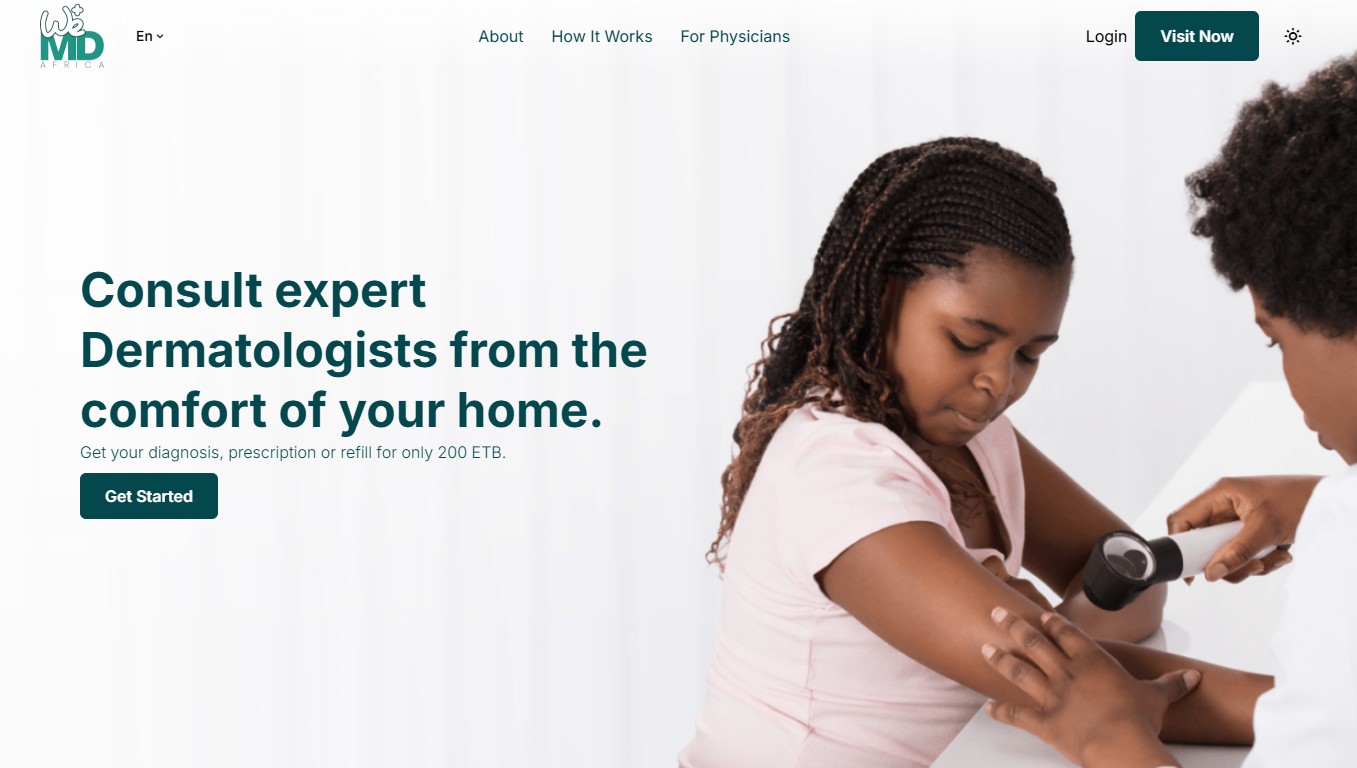 We
MD
AFRICA
En
About
How It Works
For Physicians
Login
Visit Now
Consult expert
Dermatologists from the
comfort of your home.
Get your diagnosis, prescription or refill for only 200 ETB.
Get Started